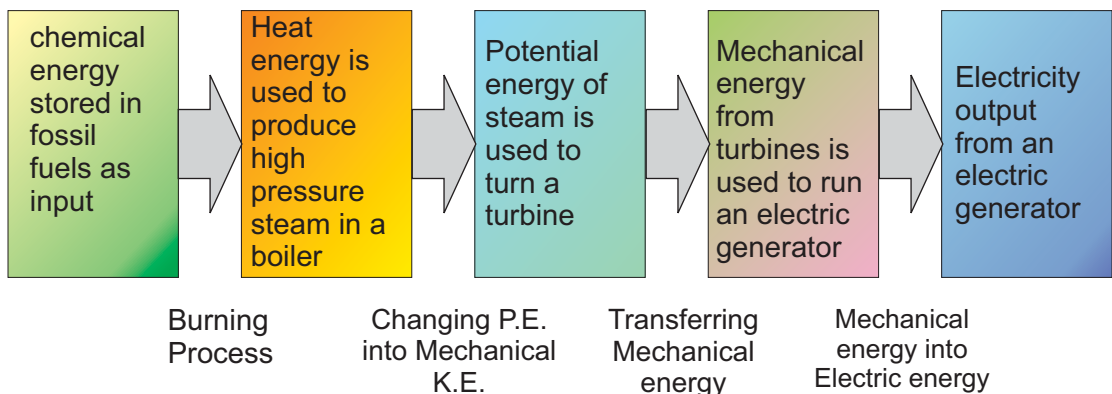 chemical
energy
stored in
fossil
fuels as
input
Heat
energy is
used to
produce
high
pressure
steam in a
boiler
Potential
energy of
steam is
used to
turn a
turbine
Mechanical
energy
from
turbines is
used to run
an electric
generator
Electricity
output
from an
electric
generator
Burning
Process
Changing P.E.
into Mechanical
K.E.
Transferring
Mechanical
energy
Mechanical
energy into
Electric energy